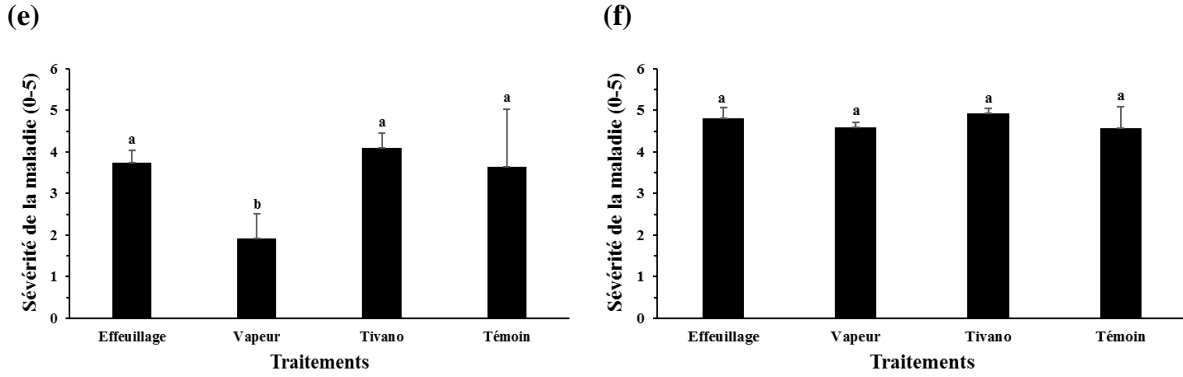 (e)
Sévérité de la maladie (0-5)
6
5
4
3
2
1
0
a
b
a
a
Effeuillage Vapeur Tivano Témoin
Traitements
(f)
Sévérité de la maladie (0-5)
6
5
4
3
2
1
0
a
a
a
a
Effeuillage Vapeur Tivano Témoin
Traitements